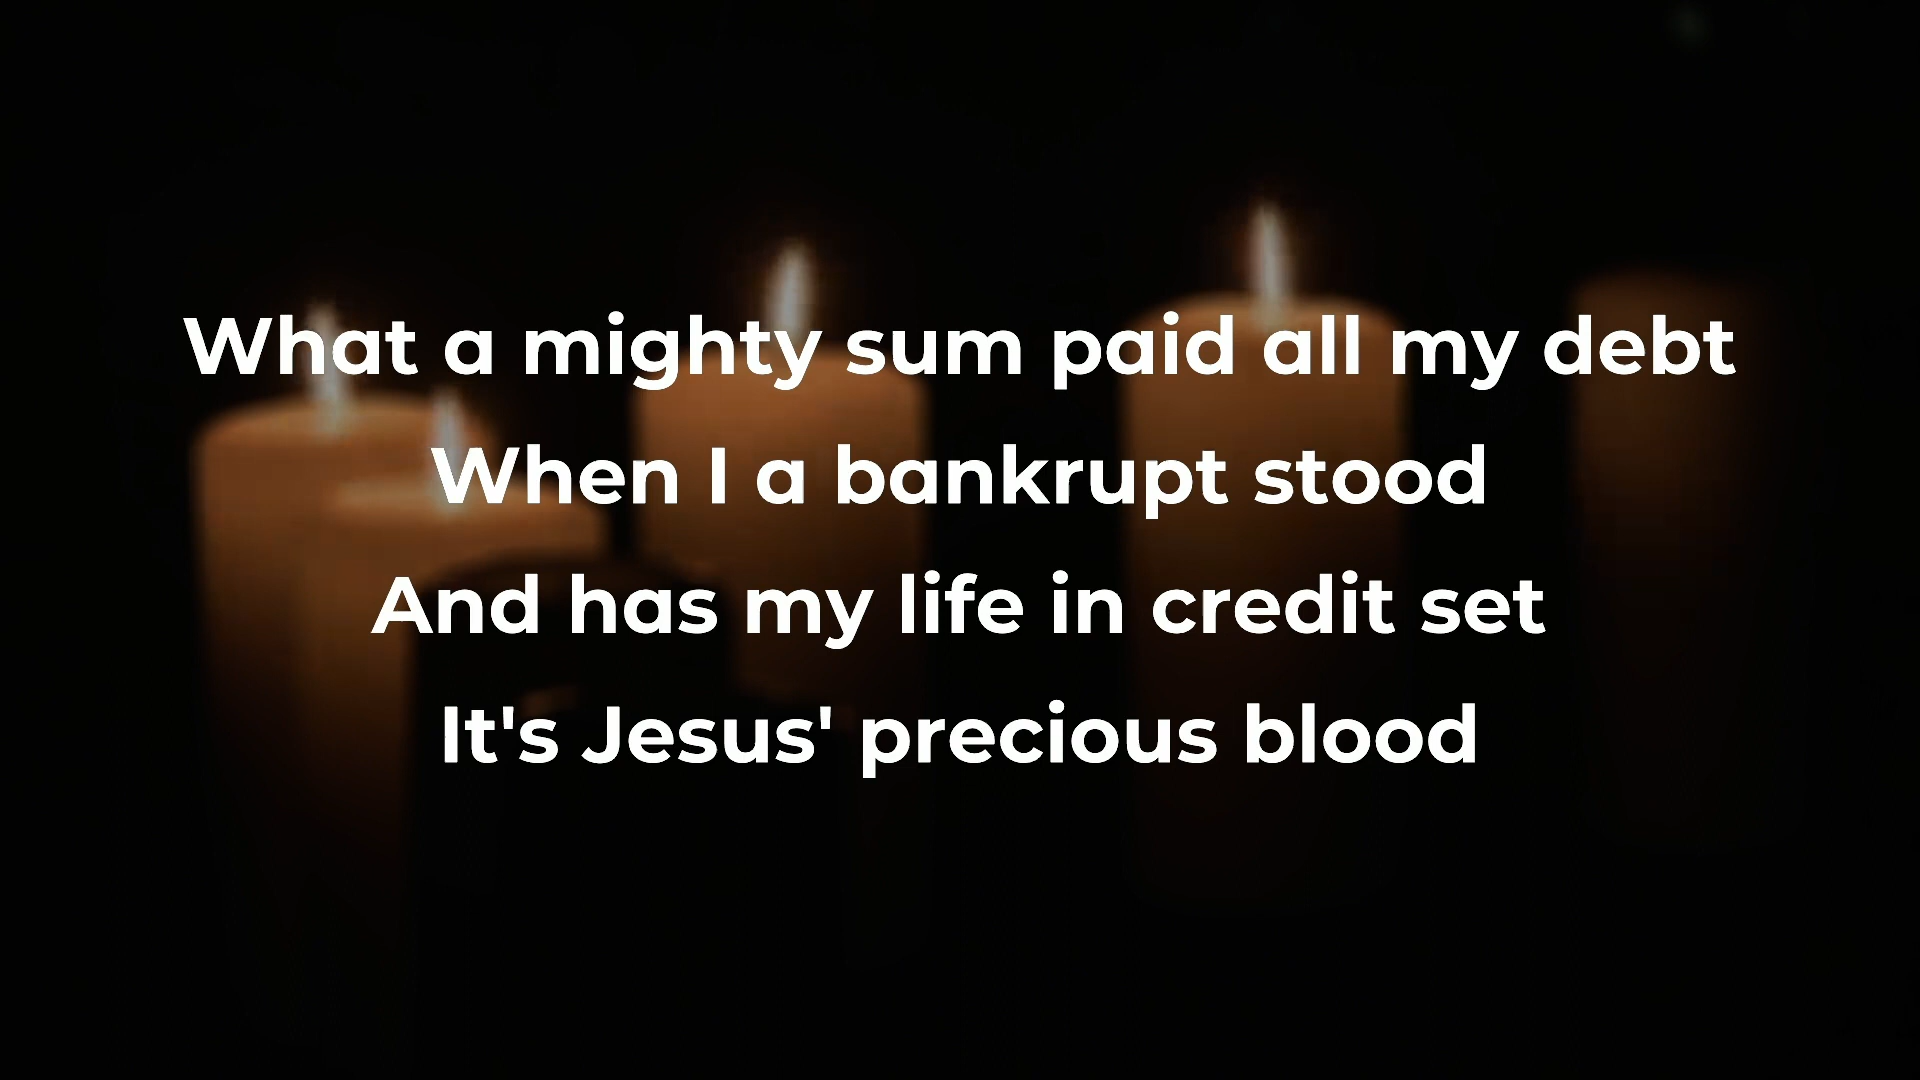 What a mighty sum paid all my debt
When I a bankrupt stood
And has my life in credit set
It's Jesus' precious blood